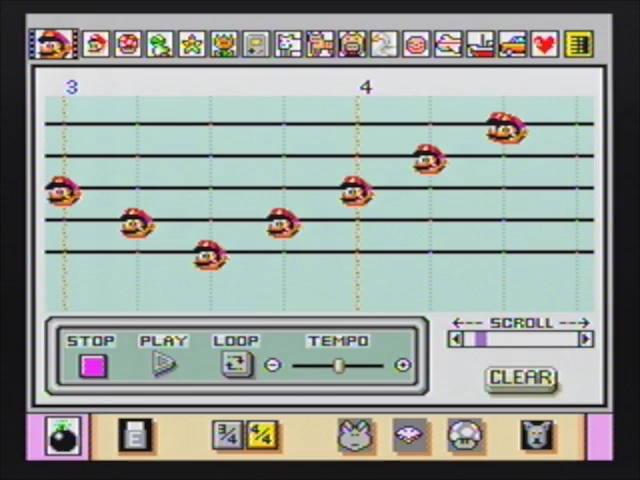 3 4
STOP PLAY LOOP TEMPO
<--- SCROLL --->
CLEAR
3/4 4/4